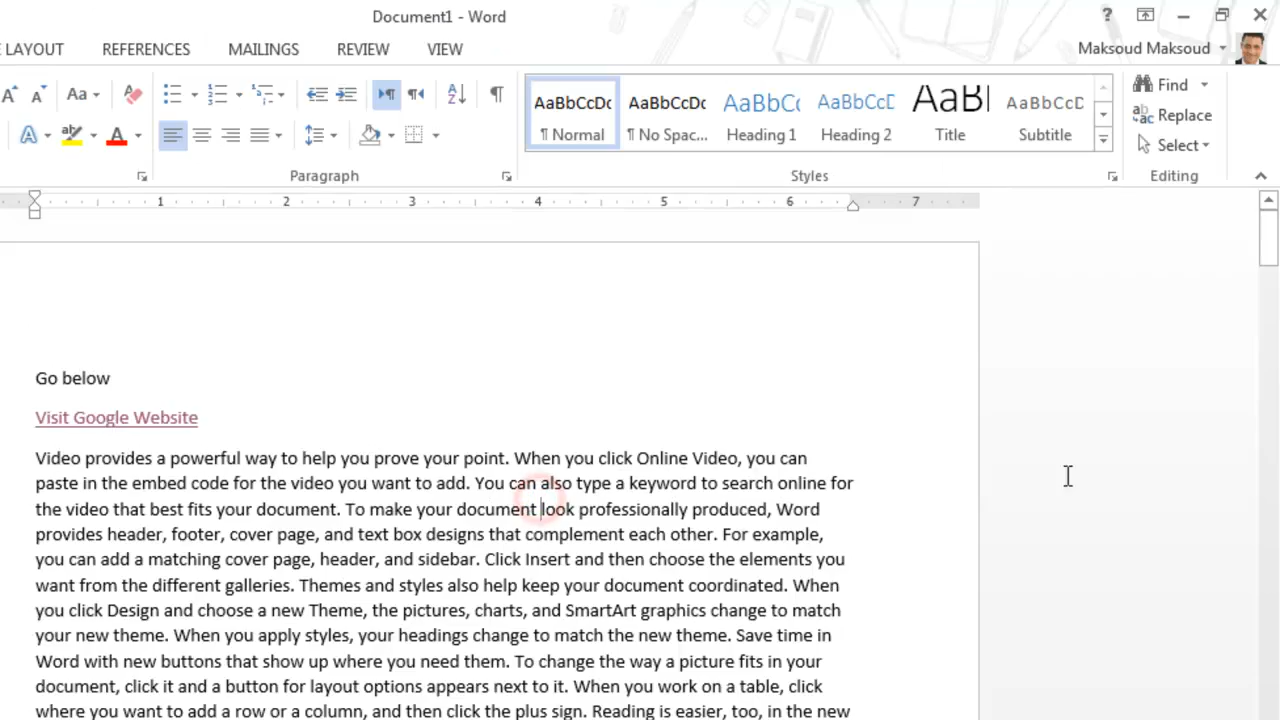 Document1 - Word
?
E LAYOUT REFERENCES MAILINGS REVIEW VIEW Maksoud Maksoud
Aa
AaBbCcDc AaBbCcDc AaBbC( AaBbCcD AaB AaBbCcD
¶ Normal ¶ No Spac... Heading 1 Heading 2 Title Subtitle
Find
Replace
Select
Paragraph Styles Editing
1 2 3 4 5 6 7
Go below
Visit Google Website
Video provides a powerful way to help you prove your point. When you click Online Video, you can
paste in the embed code for the video you want to add. You can also type a keyword to search online for
the video that best fits your document. To make your document look professionally produced, Word
provides header, footer, cover page, and text box designs that complement each other. For example,
you can add a matching cover page, header, and sidebar. Click Insert and then choose the elements you
want from the different galleries. Themes and styles also help keep your document coordinated. When
you click Design and choose a new Theme, the pictures, charts, and SmartArt graphics change to match
your new theme. When you apply styles, your headings change to match the new theme. Save time in
Word with new buttons that show up where you need them. To change the way a picture fits in your
document, click it and a button for layout options appears next to it. When you work on a table, click
where you want to add a row or a column, and then click the plus sign. Reading is easier, too, in the new